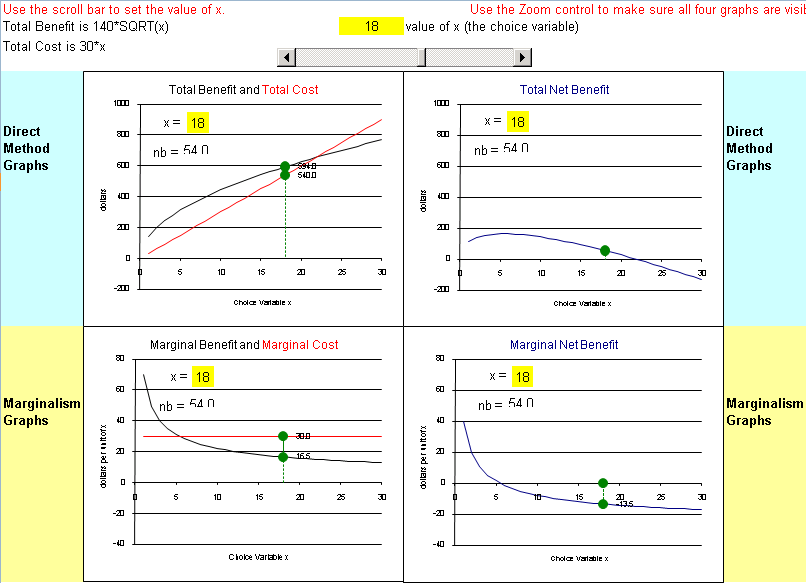 Use the scroll bar to set the value of x.
Use the Zoom control to make sure all four graphs are visib
Total Benefit is 140*SQRT(x)
18 value of x (the choice variable)
Total Cost is 30*x
Direct
Method
Graphs
Total Benefit and Total Cost
x = 18
nb = 54.0
1000
800
600
400
200
0
-200
dollars
594.0
540.0
0 5 10 15 20 25 30
Choice Variable x
Total Net Benefit
x = 18
nb = 54.0
1000
800
600
400
200
0
-200
dollars
0 5 10 15 20 25 30
Choice Variable x
Direct
Method
Graphs
Marginalism
Graphs
Marginal Benefit and Marginal Cost
x = 18
nb = 54.0
80
60
40
20
0
-20
-40
dollars per unit of x
30.0
16.5
0 5 10 15 20 25 30
Choice Variable x
Marginal Net Benefit
x = 18
nb = 54.0
80
60
40
20
0
-20
-40
dollars per unit of x
0 5 10 15 20 25 30
-13.5
Choice Variable x
Marginalism
Graphs